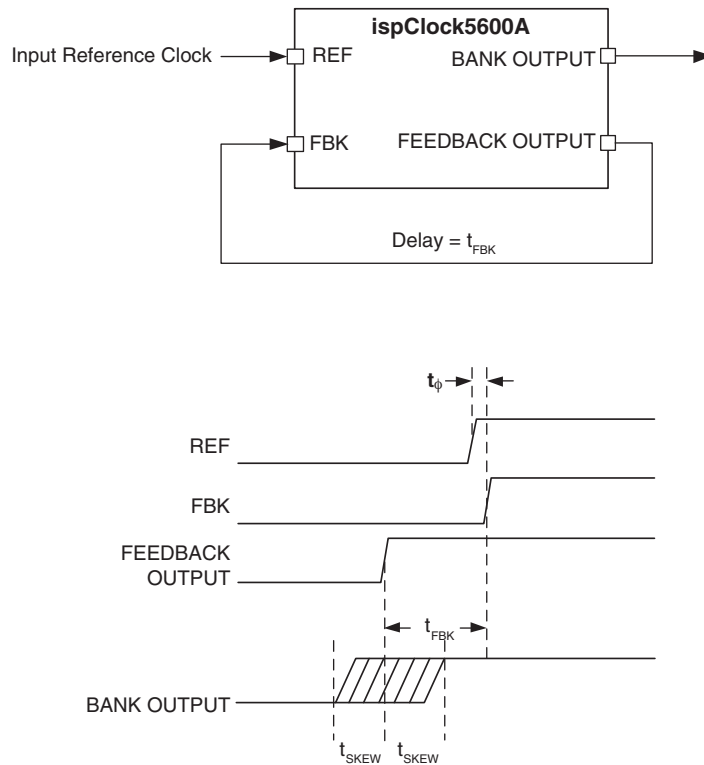 ispClock5600A
Input Reference Clock
REF
BANK OUTPUT
FBK
FEEDBACK OUTPUT
Delay = tFBK
tϕ
REF
FBK
FEEDBACK
OUTPUT
tFBK
BANK OUTPUT
tSKEW tSKEW